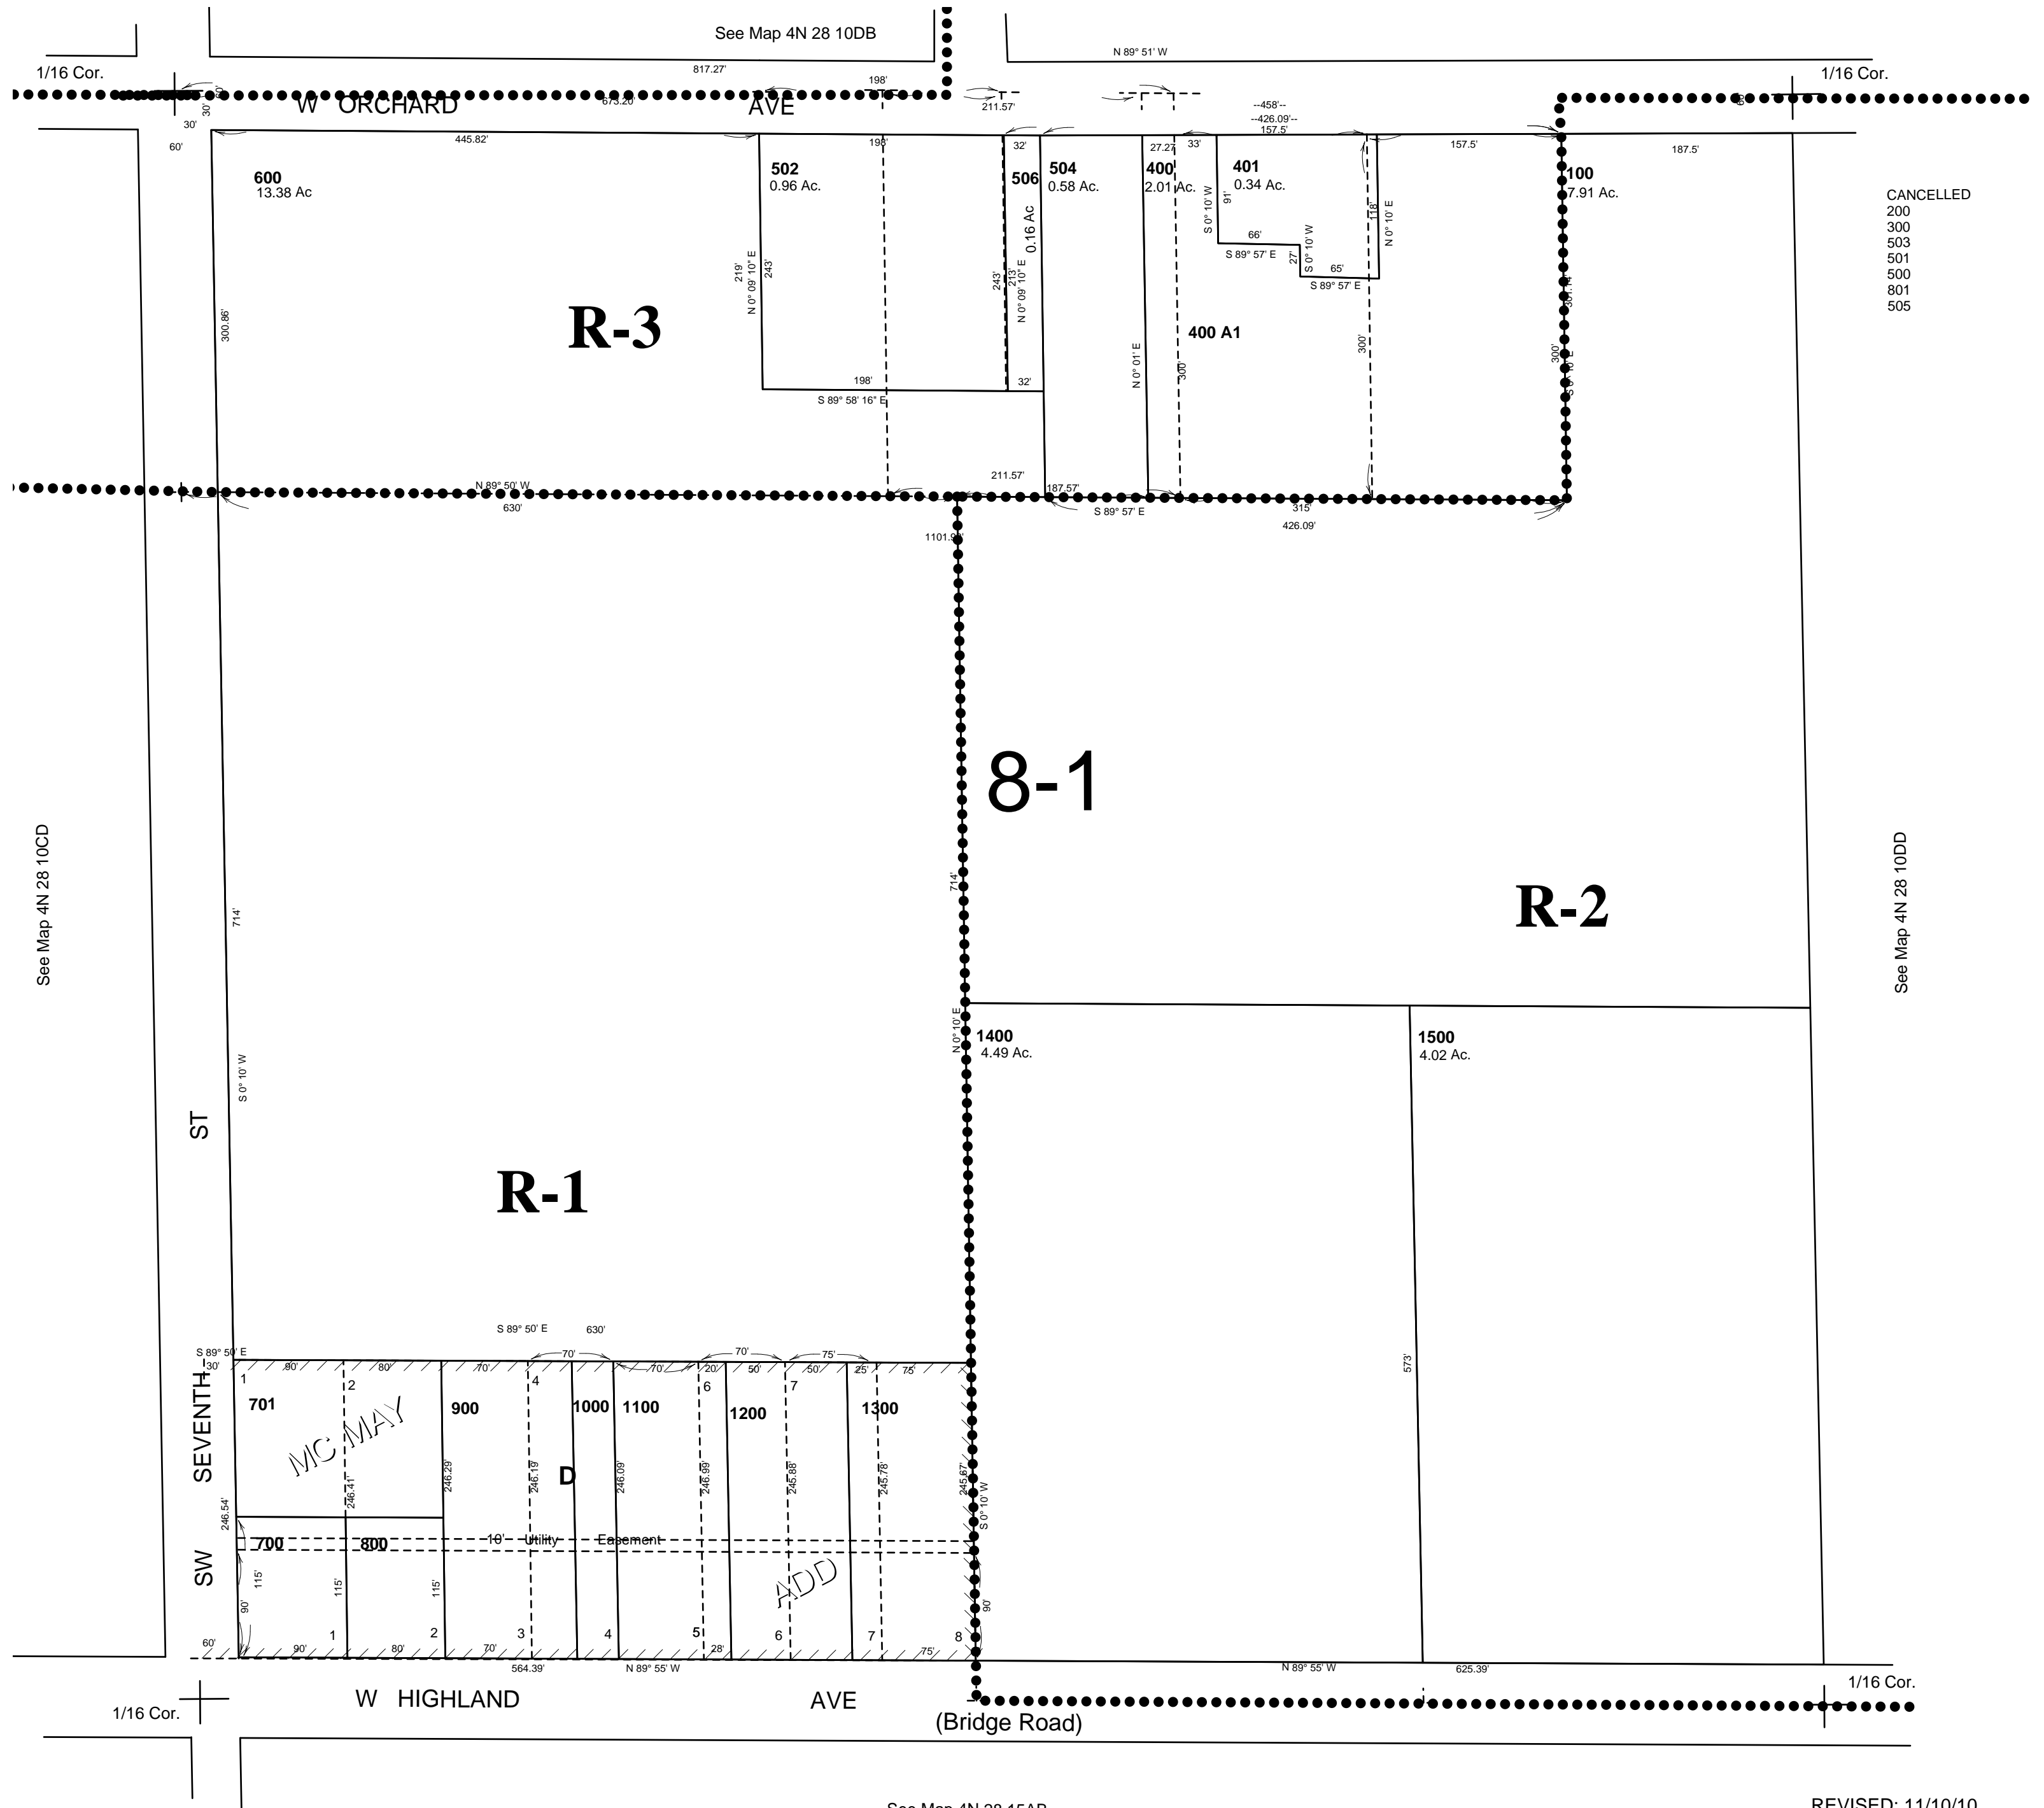 See Map 4N 28 10DB
N 89° 51' W
1/16 Cor.
817.27'
198'
1/16 Cor.
W ORCHARD AVE
673.20'
211.57'
--458'--
--426.09'--
157.5'
60'
30'
60'
30'
60'
445.82'
198'
32'
27.27'
33'
157.5'
187.5'
600
13.38 Ac
502
0.96 Ac.
506
0.16 Ac
504
0.58 Ac.
400
2.01 Ac.
401
0.34 Ac.
100
7.91 Ac.
CANCELLED
200
300
503
501
500
801
505
S 0° 10' W
91'
66'
S 89° 57' E
27'
S 0° 10' W
65'
S 89° 57' E
118'
N 0° 10' E
219'
N 0° 09' 10" E
243'
243'
213'
N 0° 09' 10" E
R-3
300.86'
400 A1
N 0° 01' E
300'
300'
300'
198'
32'
S 89° 58' 16" E
N 89° 50' W
630'
211.57'
187.57'
S 89° 57' E
315'
426.09'
8-1
714'
714'
R-2
See Map 4N 28 10CD
See Map 4N 28 10DD
N 0° 10' E
S 0° 10' W
1400
4.49 Ac.
1500
4.02 Ac.
R-1
573'
S 89° 50' E
630'
S 89° 50' E
30'
90'
80'
70'
70'
70'
70'
20'
50'
75'
50'
25'
75'
1
2
4
6
7
701
900
1000
1100
1200
1300
MC MAY
D
246.54'
246.41'
246.29'
246.19'
246.09'
246.99'
245.88'
245.78'
245.67'
S 0° 10' W
700
800
10' Utility Easement
ADD
115'
115'
115'
90'
90'
1
2
3
4
5
6
7
8
60'
90'
80'
70'
28'
75'
564.39'
N 89° 55' W
N 89° 55' W
625.39'
SW SEVENTH ST
1/16 Cor.
W HIGHLAND AVE
(Bridge Road)
1/16 Cor.
See Map 4N 28 15AB
REVISED: 11/10/10